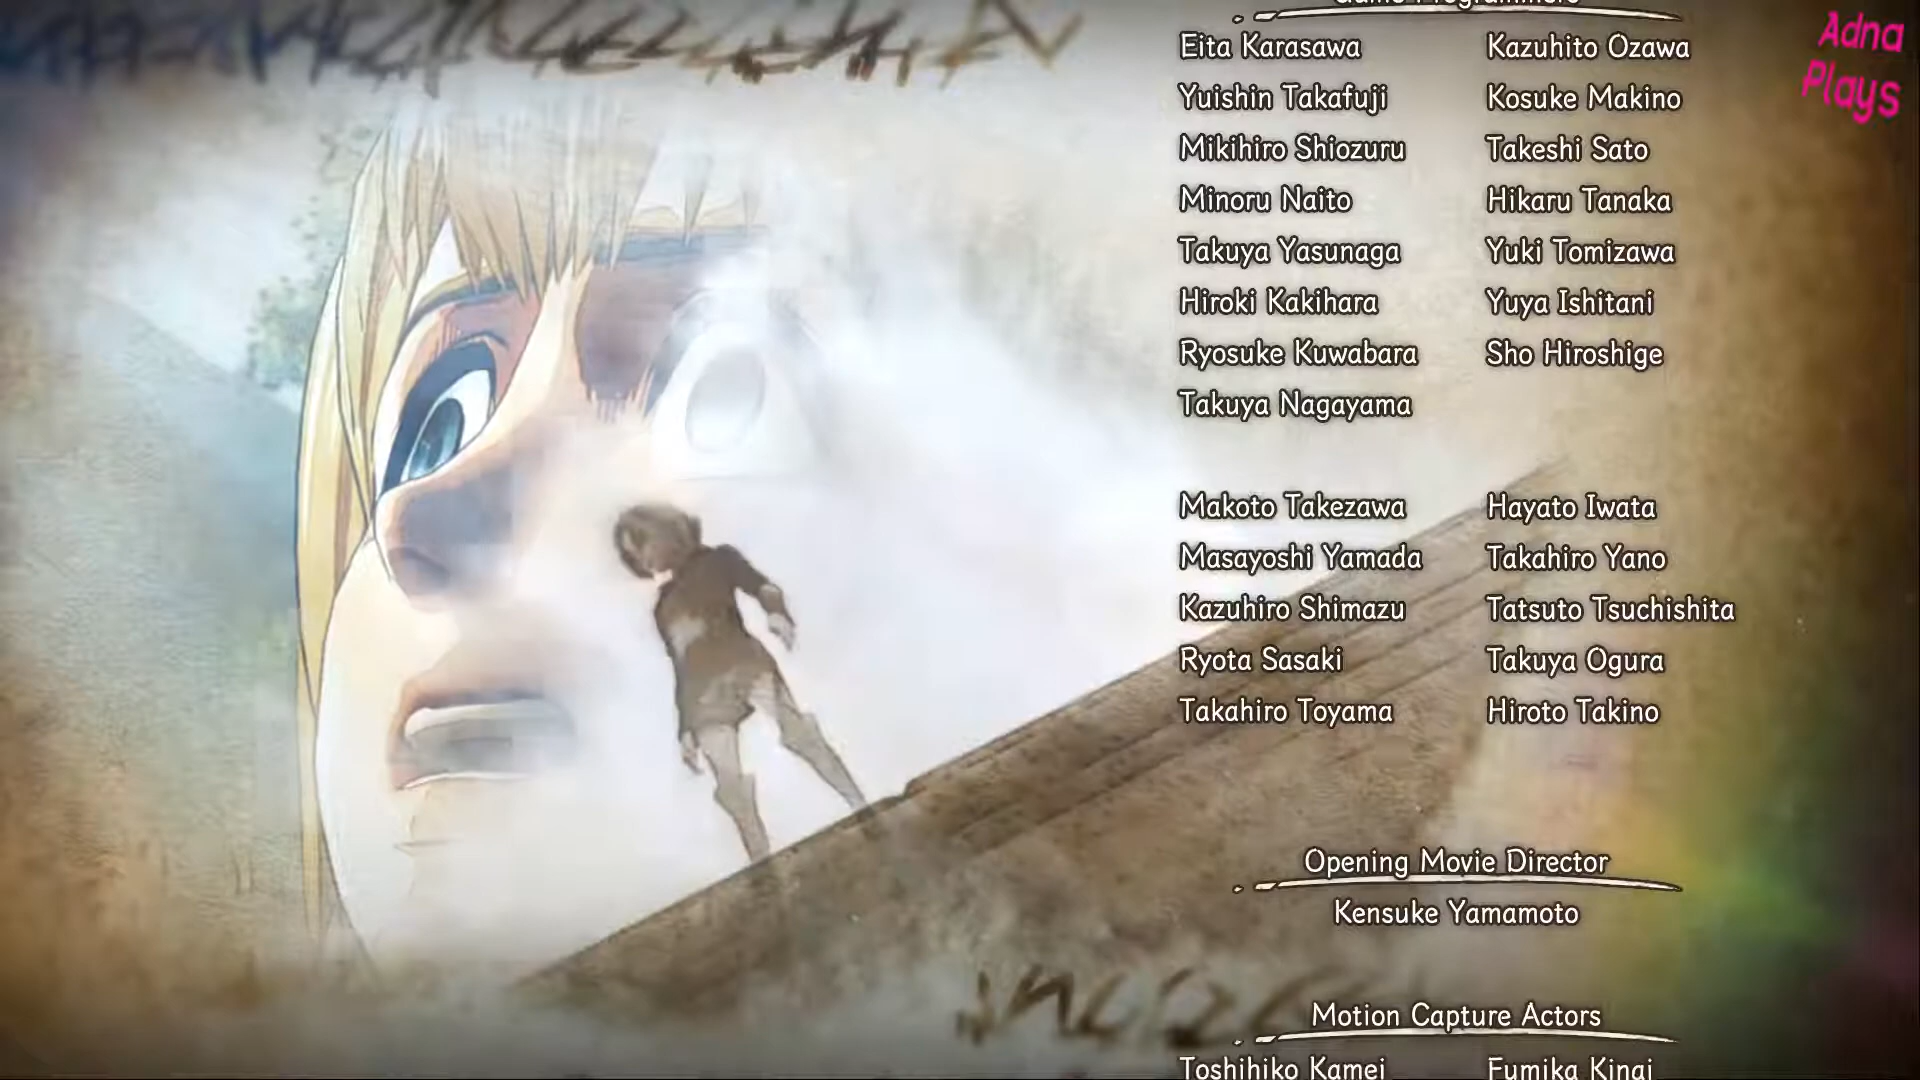 Game Programmers
Eita Karasawa Kazuhito Ozawa
Yuishin Takafuji Kosuke Makino
Mikihiro Shiozuru Takeshi Sato
Minoru Naito Hikaru Tanaka
Takuya Yasunaga Yuki Tomizawa
Hiroki Kakihara Yuya Ishitani
Ryosuke Kuwabara Sho Hiroshige
Takuya Nagayama
Makoto Takezawa Hayato Iwata
Masayoshi Yamada Takahiro Yano
Kazuhiro Shimazu Tatsuto Tsuchishita
Ryota Sasaki Takuya Ogura
Takahiro Toyama Hiroto Takino
Opening Movie Director
Kensuke Yamamoto
Motion Capture Actors
Toshihiko Kamei Fumika Kinai
Adna
Plays